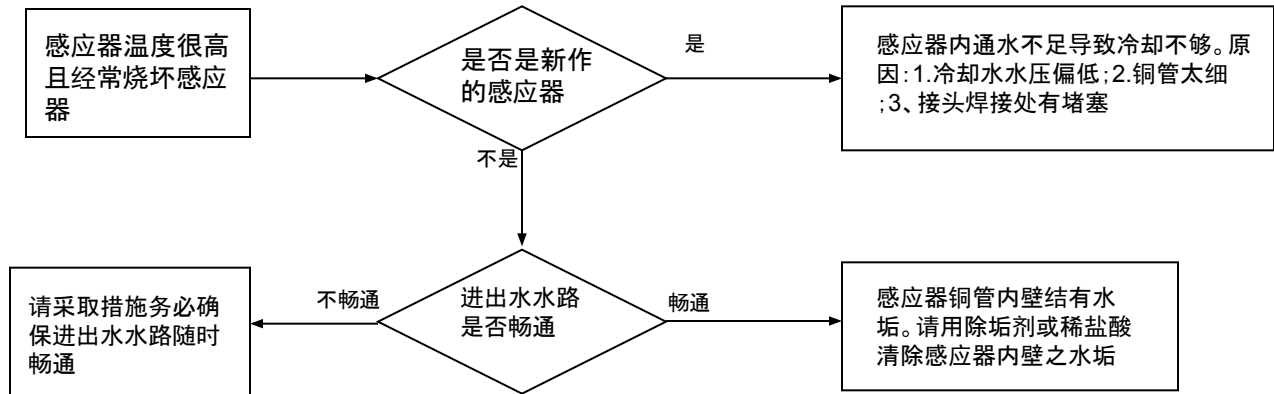 感应器温度很高
且经常烧坏感应
器
是否是新作
的感应器
是
感应器内通水不足导致冷却不够。原
因:1.冷却水水压偏低;2.铜管太细
;3、接头焊接处有堵塞
不是
请采取措施务必确
保进出水水路随时
畅通
不畅通
进出水水路
是否畅通
畅通
感应器铜管内壁结有水
垢。请用除垢剂或稀盐酸
清除感应器内壁之水垢